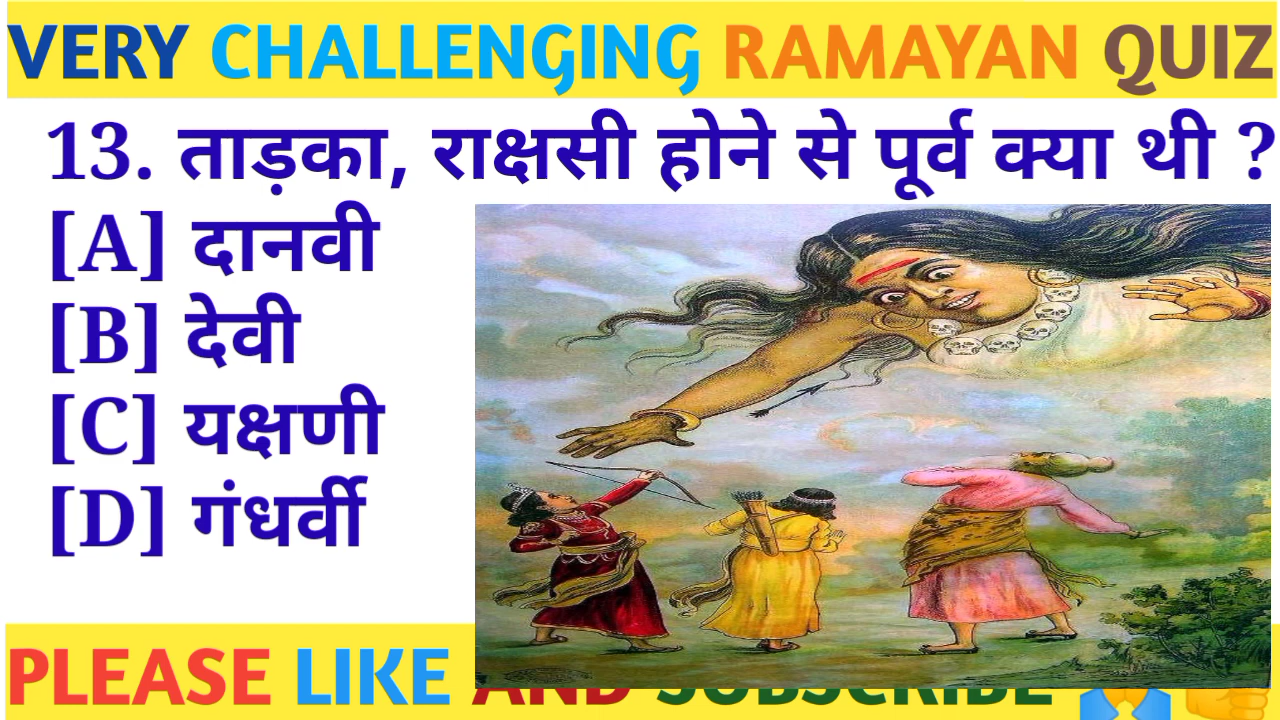 VERY CHALLENGING RAMAYAN QUIZ
13. ताड़का, राक्षसी होने से पूर्व क्या थी ?
[A] दानवी
[B] देवी
[C] यक्षणी
[D] गंधर्वी
PLEASE LIKE AND SUBSCRIBE